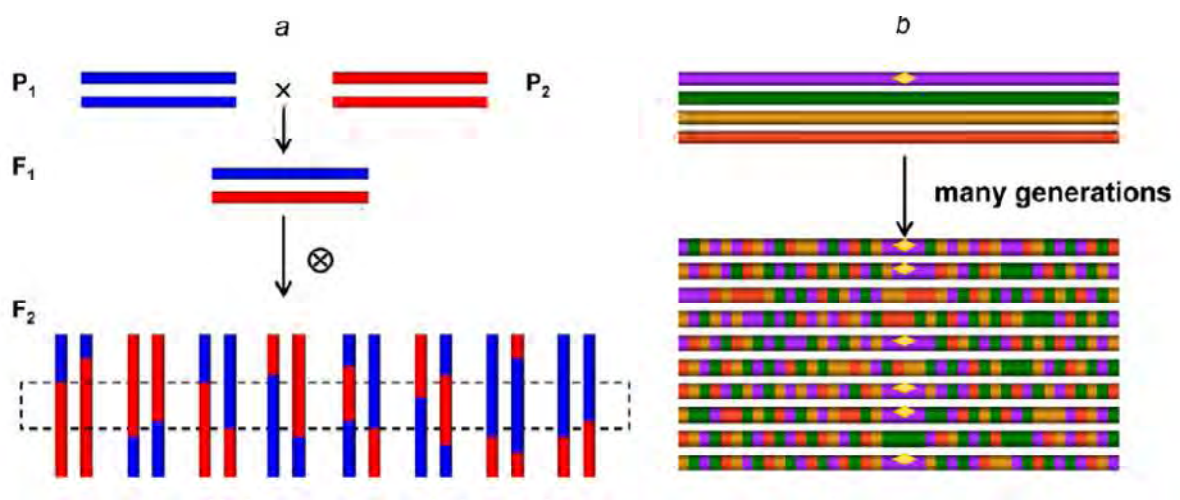 a
b
P₁
×
P₂
F₁
many generations
⊗
F₂